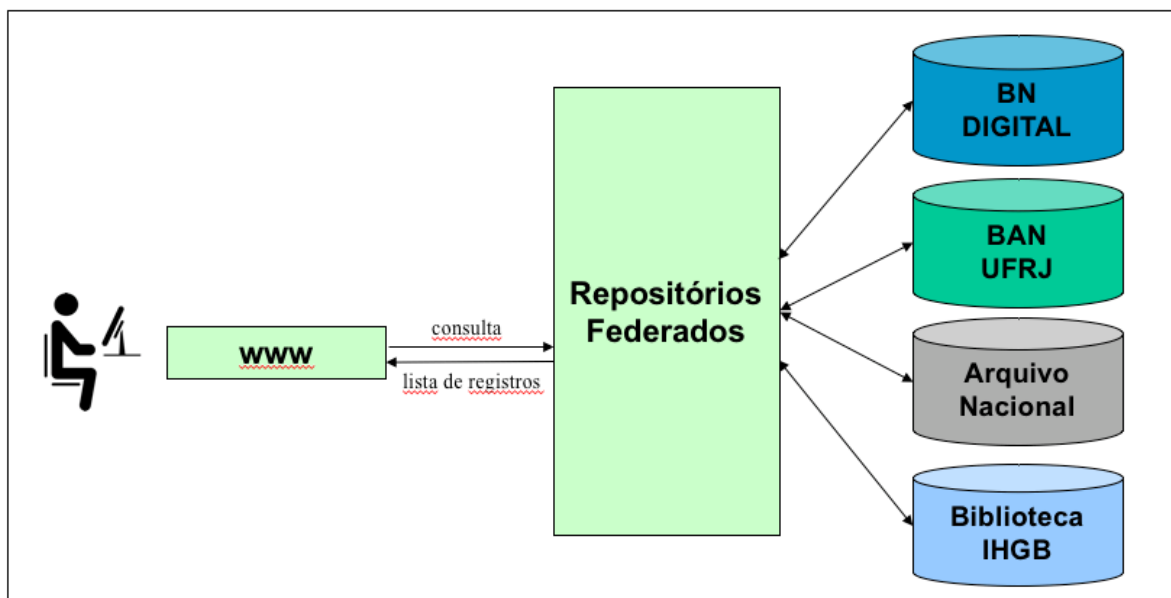 BN
DIGITAL
BAN
UFRJ
Repositórios
Federados
consulta
www
lista de registros
Arquivo
Nacional
Biblioteca
IHGB